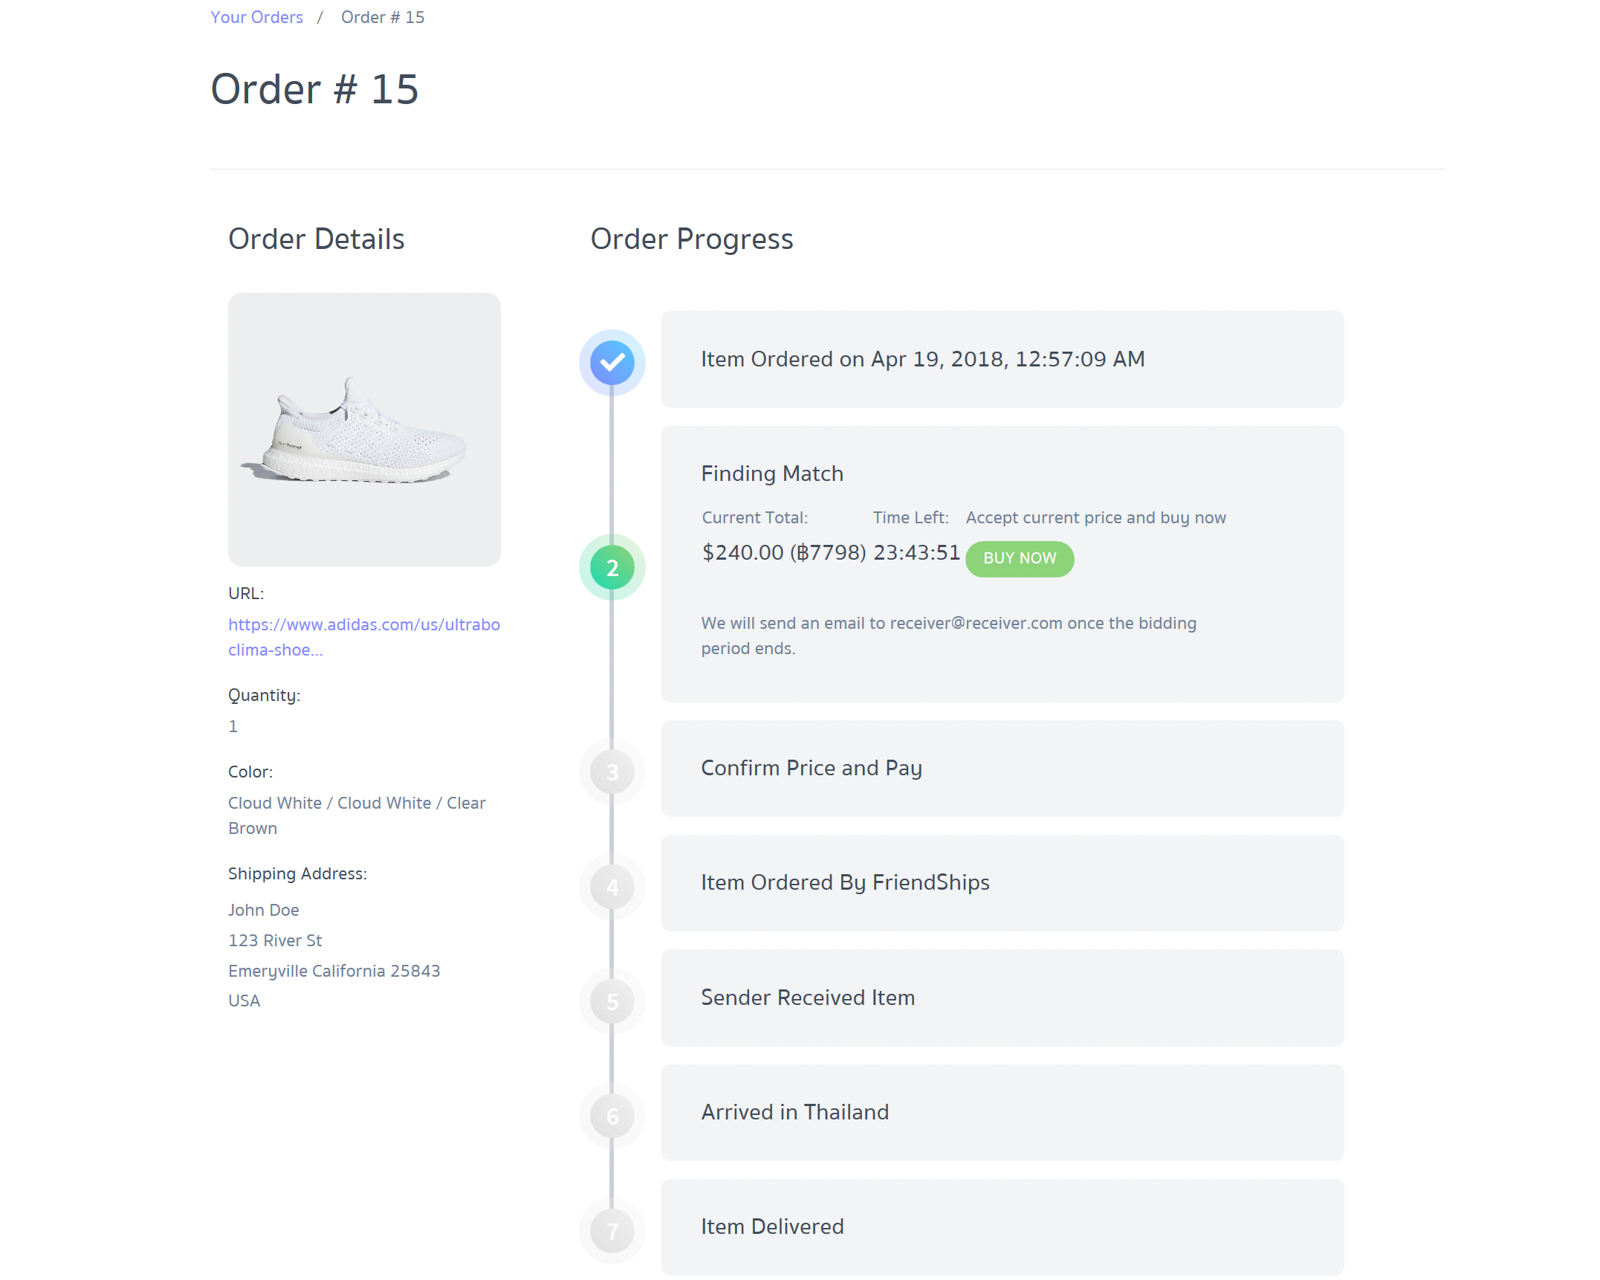 Your Orders / Order # 15
Order # 15
Order Details
URL:
https://www.adidas.com/us/ultrabo
clima-shoe...
Quantity:
1
Color:
Cloud White / Cloud White / Clear
Brown
Shipping Address:
John Doe
123 River St
Emeryville California 25843
USA
Order Progress
Item Ordered on Apr 19, 2018, 12:57:09 AM
2
Finding Match
Current Total: Time Left: Accept current price and buy now
$240.00 (฿7798) 23:43:51 BUY NOW
We will send an email to receiver@receiver.com once the bidding
period ends.
3 Confirm Price and Pay
4 Item Ordered By FriendShips
5 Sender Received Item
6 Arrived in Thailand
7 Item Delivered